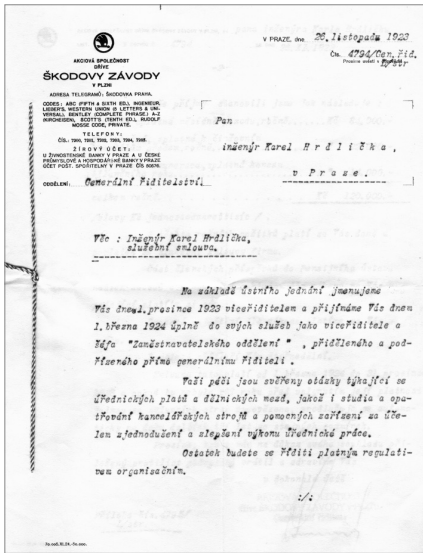 AKCIOVÁ SPOLEČNOST
DŘÍVE
ŠKODOVY ZÁVODY
V PLZNI
ADRESA TELEGRAMŮ: ŠKODOVKA PRAHA.
CODES: ABC (FIFTH & SIXTH ED.), INGENIEUR,
LIEBER'S, WESTERN UNION (5 LETTERS & UNI-
VERSAL), BENTLEY (COMPLETE PHRASE), A-Z
(KIRCHEISEN), SCOTT'S (TENTH ED.), RUDOLF
MOSSE CODE, PRIVATE.
TELEFONY:
ŽIROVÝ ÚČET:
U ŽIVNOSTENSKÉ BANKY V PRAZE A U ČESKÉ
PRŮMYSLOVÉ A HOSPODÁŘSKÉ BANKY V PRAZE
ÚČET POŠT. SPOŘITELNY V PRAZE ČÍS
ODDĚLENÍ: Generální řiditelství
V PRAZE, dne 26. listopadu 1923
Čís. 4794/Gen. řid.
Pan
inženýr Karel Hrdlička,
v Praze.
Věc : Inženýr Karel Hrdlička,
služební smlouva.
Na základě ústního jednání jmenujeme
Vás dnem 1. prosince 1923 víceřiditelem a přijímáme Vás dnem
1. března 1924 úplně do svých služeb jako víceřiditele a
šéfa "Zaměstnavatelského oddělení " , přiděleného a pod-
řízeného přímo generálnímu řiditeli .
Vaší péči jsou svěřeny otázky týkající se
úřednických platů a dělnických mezd, jakož i studia a opa-
třování kancelářských strojů a pomocných zařízení za úče-
lem zjednodušení a zlepšení výkonu úřednické práce.
Ostatek budete se říditi platným regulati-
vem organisačním.
:/: